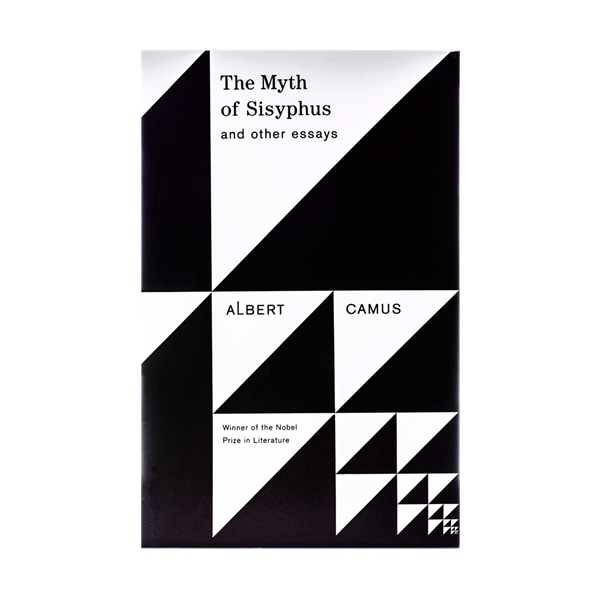 The Myth
of Sisyphus
and other essays
ALBERT CAMUS
Winner of the Nobel
Prize in Literature